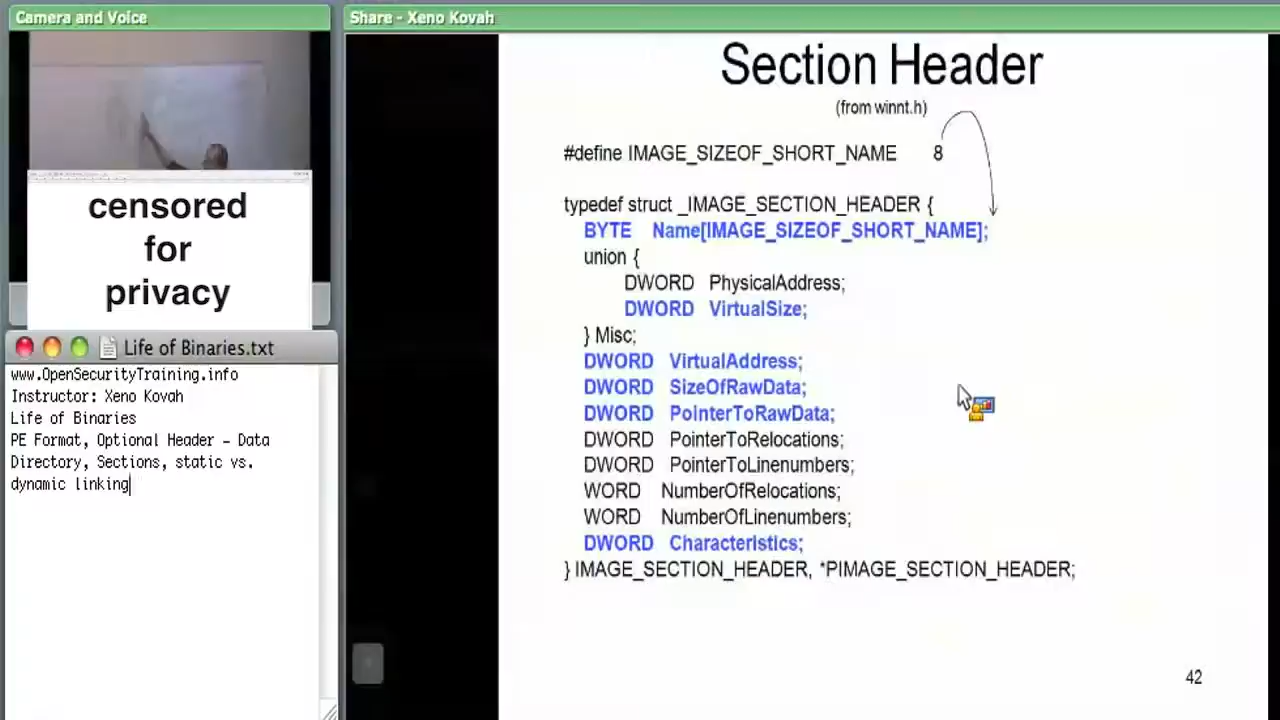 Camera and Voice
Share - Xeno Kovah
censored
for
privacy
Life of Binaries.txt
www.OpenSecurityTraining.info
Instructor: Xeno Kovah
Life of Binaries
PE Format, Optional Header - Data
Directory, Sections, static vs.
dynamic linking
Section Header
(from winnt.h)
#define IMAGE_SIZEOF_SHORT_NAME 8
typedef struct _IMAGE_SECTION_HEADER {
BYTE Name[IMAGE_SIZEOF_SHORT_NAME];
union {
DWORD PhysicalAddress;
DWORD VirtualSize;
} Misc;
DWORD VirtualAddress;
DWORD SizeOfRawData;
DWORD PointerToRawData;
DWORD PointerToRelocations;
DWORD PointerToLinenumbers;
WORD NumberOfRelocations;
WORD NumberOfLinenumbers;
DWORD Characteristics;
} IMAGE_SECTION_HEADER, *PIMAGE_SECTION_HEADER;
42